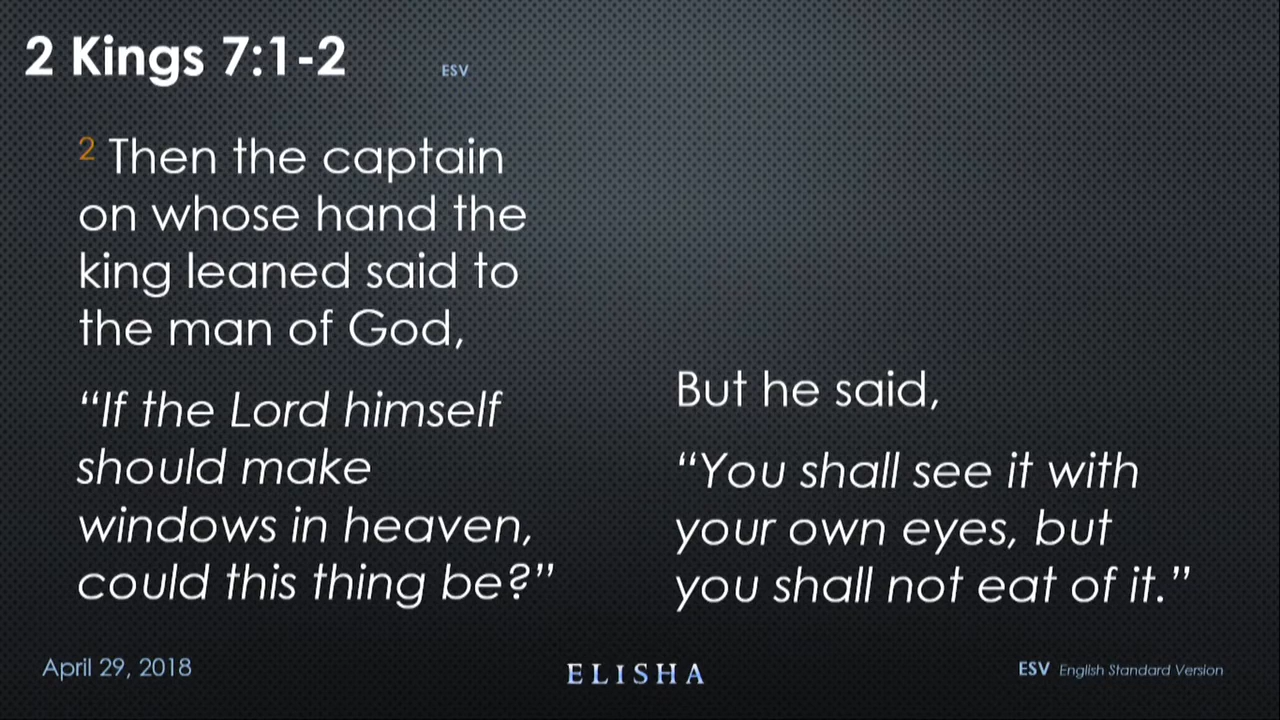 2 Kings 7:1-2
ESV
2 Then the captain
on whose hand the
king leaned said to
the man of God,
“If the Lord himself
should make
windows in heaven,
could this thing be?”
But he said,
“You shall see it with
your own eyes, but
you shall not eat of it.”
April 29, 2018
ELISHA
ESV English Standard Version